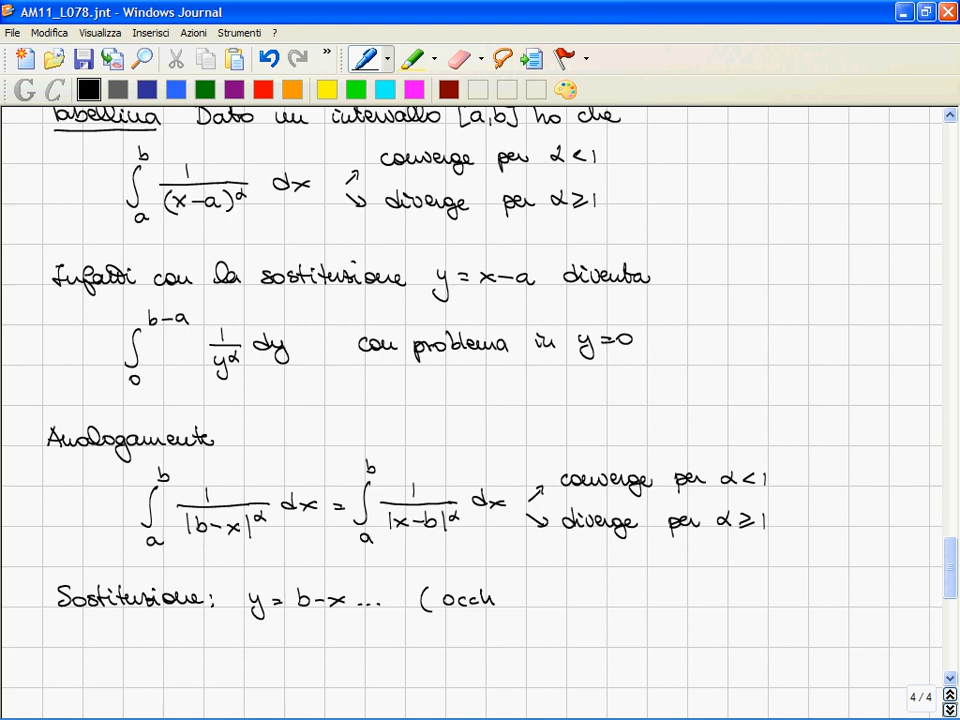 AM11_L078.jnt - Windows Journal
File Modifica Visualizza Inserisci Azioni Strumenti ?
Tabellina Dato un intervallo [a,b] ho che
∫_a^b 1/(x-a)^α dx ↗ converge per α < 1
↘ diverge per α ≥ 1
Infatti con la sostituzione y = x-a diventa
∫_0^{b-a} 1/y^α dy con problema in y=0
Analogamente
∫_a^b 1/|b-x|^α dx = ∫_a^b 1/|x-b|^α dx ↗ converge per α < 1
↘ diverge per α ≥ 1
Sostituzione: y = b-x ... ( occh
4 / 4